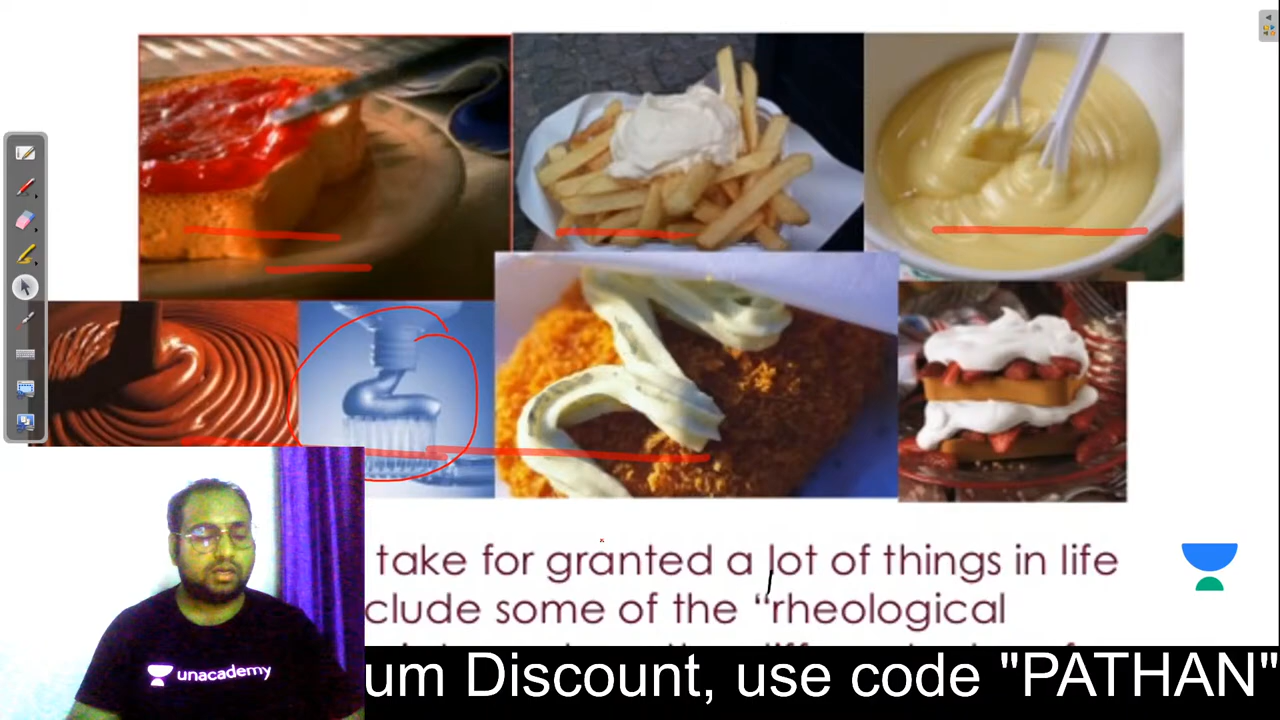 take for granted a lot of things in life
clude some of the “rheological
unacademy
um Discount, use code "PATHAN"